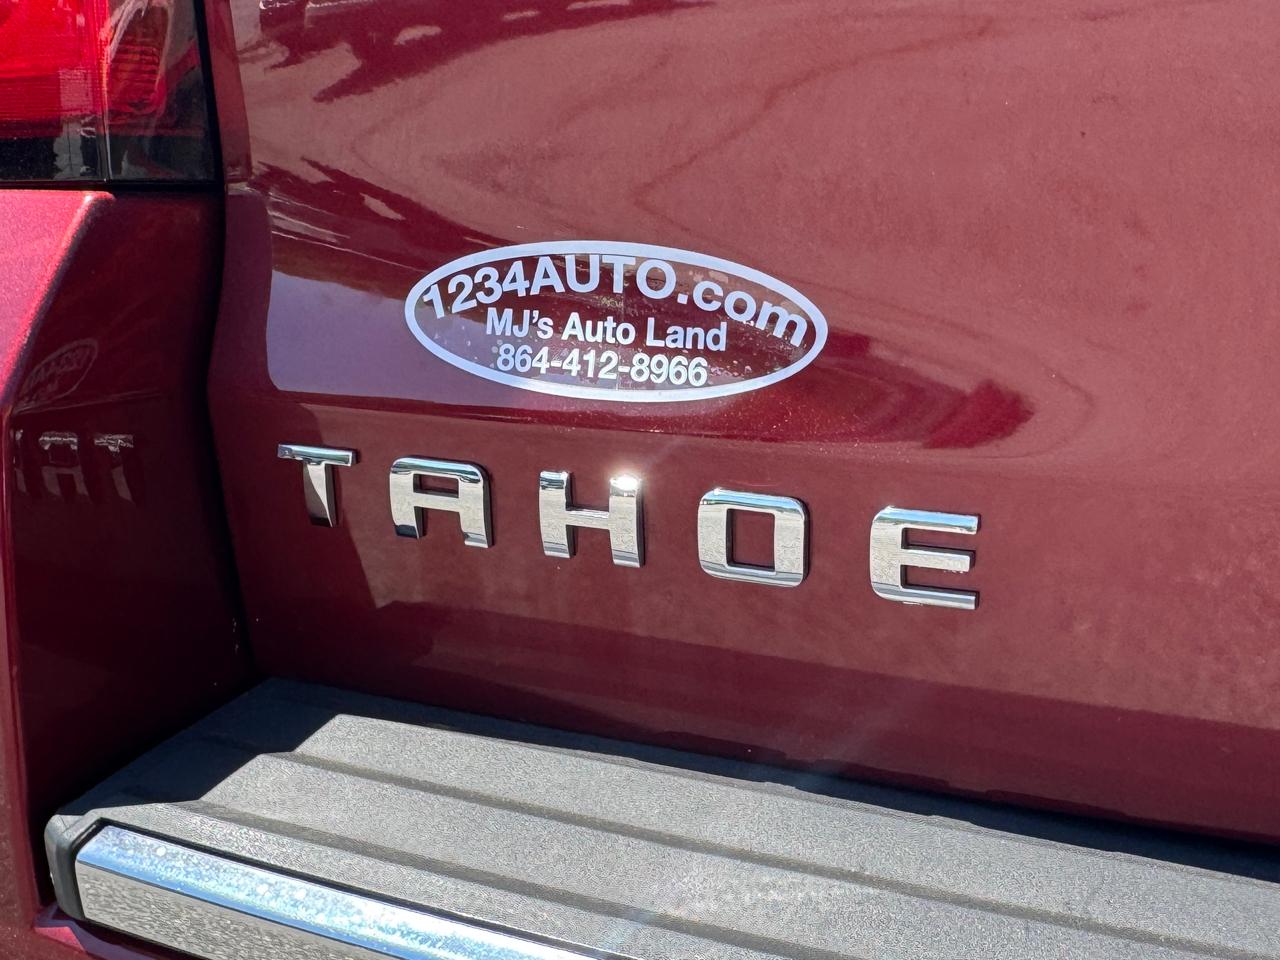 1234AUTO.com
MJ's Auto Land
864-412-8966
TAHOE